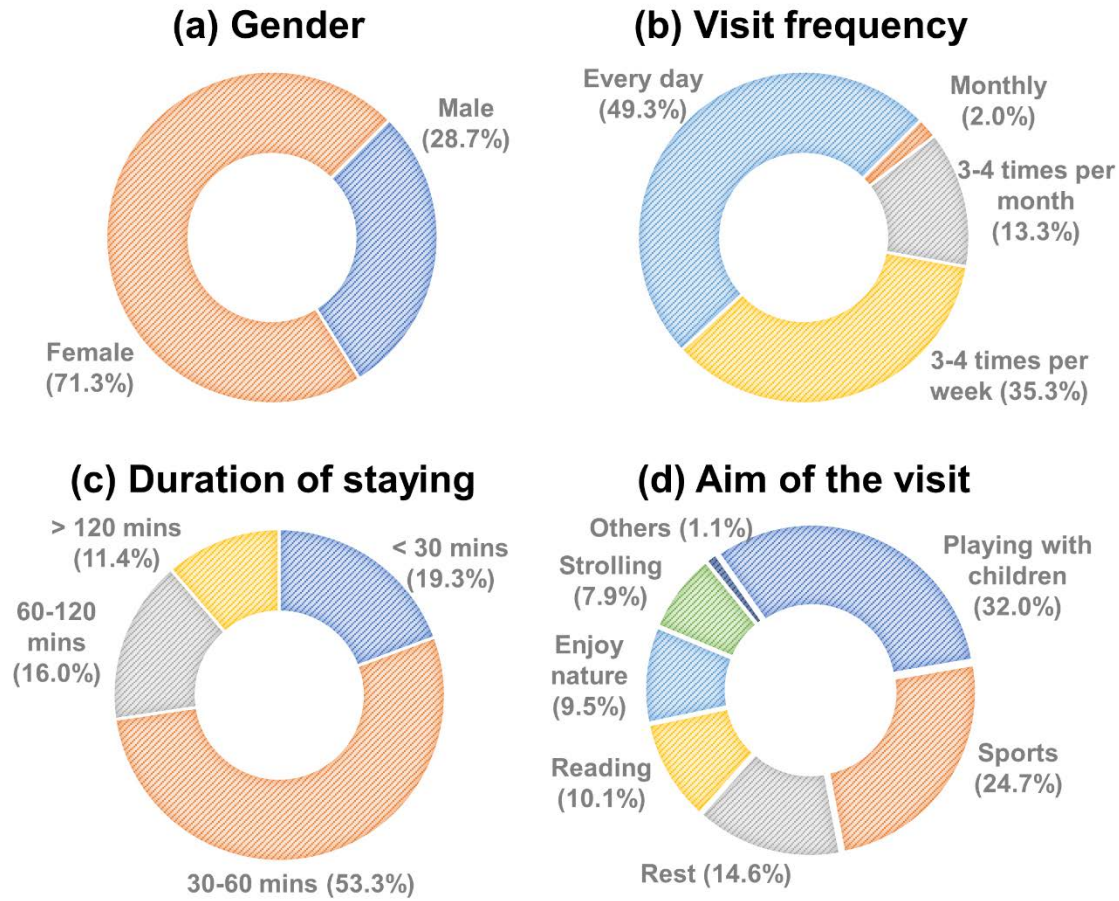 (a) Gender
Male
(28.7%)
Female
(71.3%)
(b) Visit frequency
Every day
(49.3%)
Monthly
(2.0%)
3-4 times per
month
(13.3%)
3-4 times per
week (35.3%)
(c) Duration of staying
> 120 mins
(11.4%)
< 30 mins
(19.3%)
60-120
mins
(16.0%)
30-60 mins (53.3%)
(d) Aim of the visit
Others (1.1%)
Strolling
(7.9%)
Playing with
children
(32.0%)
Enjoy
nature
(9.5%)
Reading
(10.1%)
Sports
(24.7%)
Rest (14.6%)